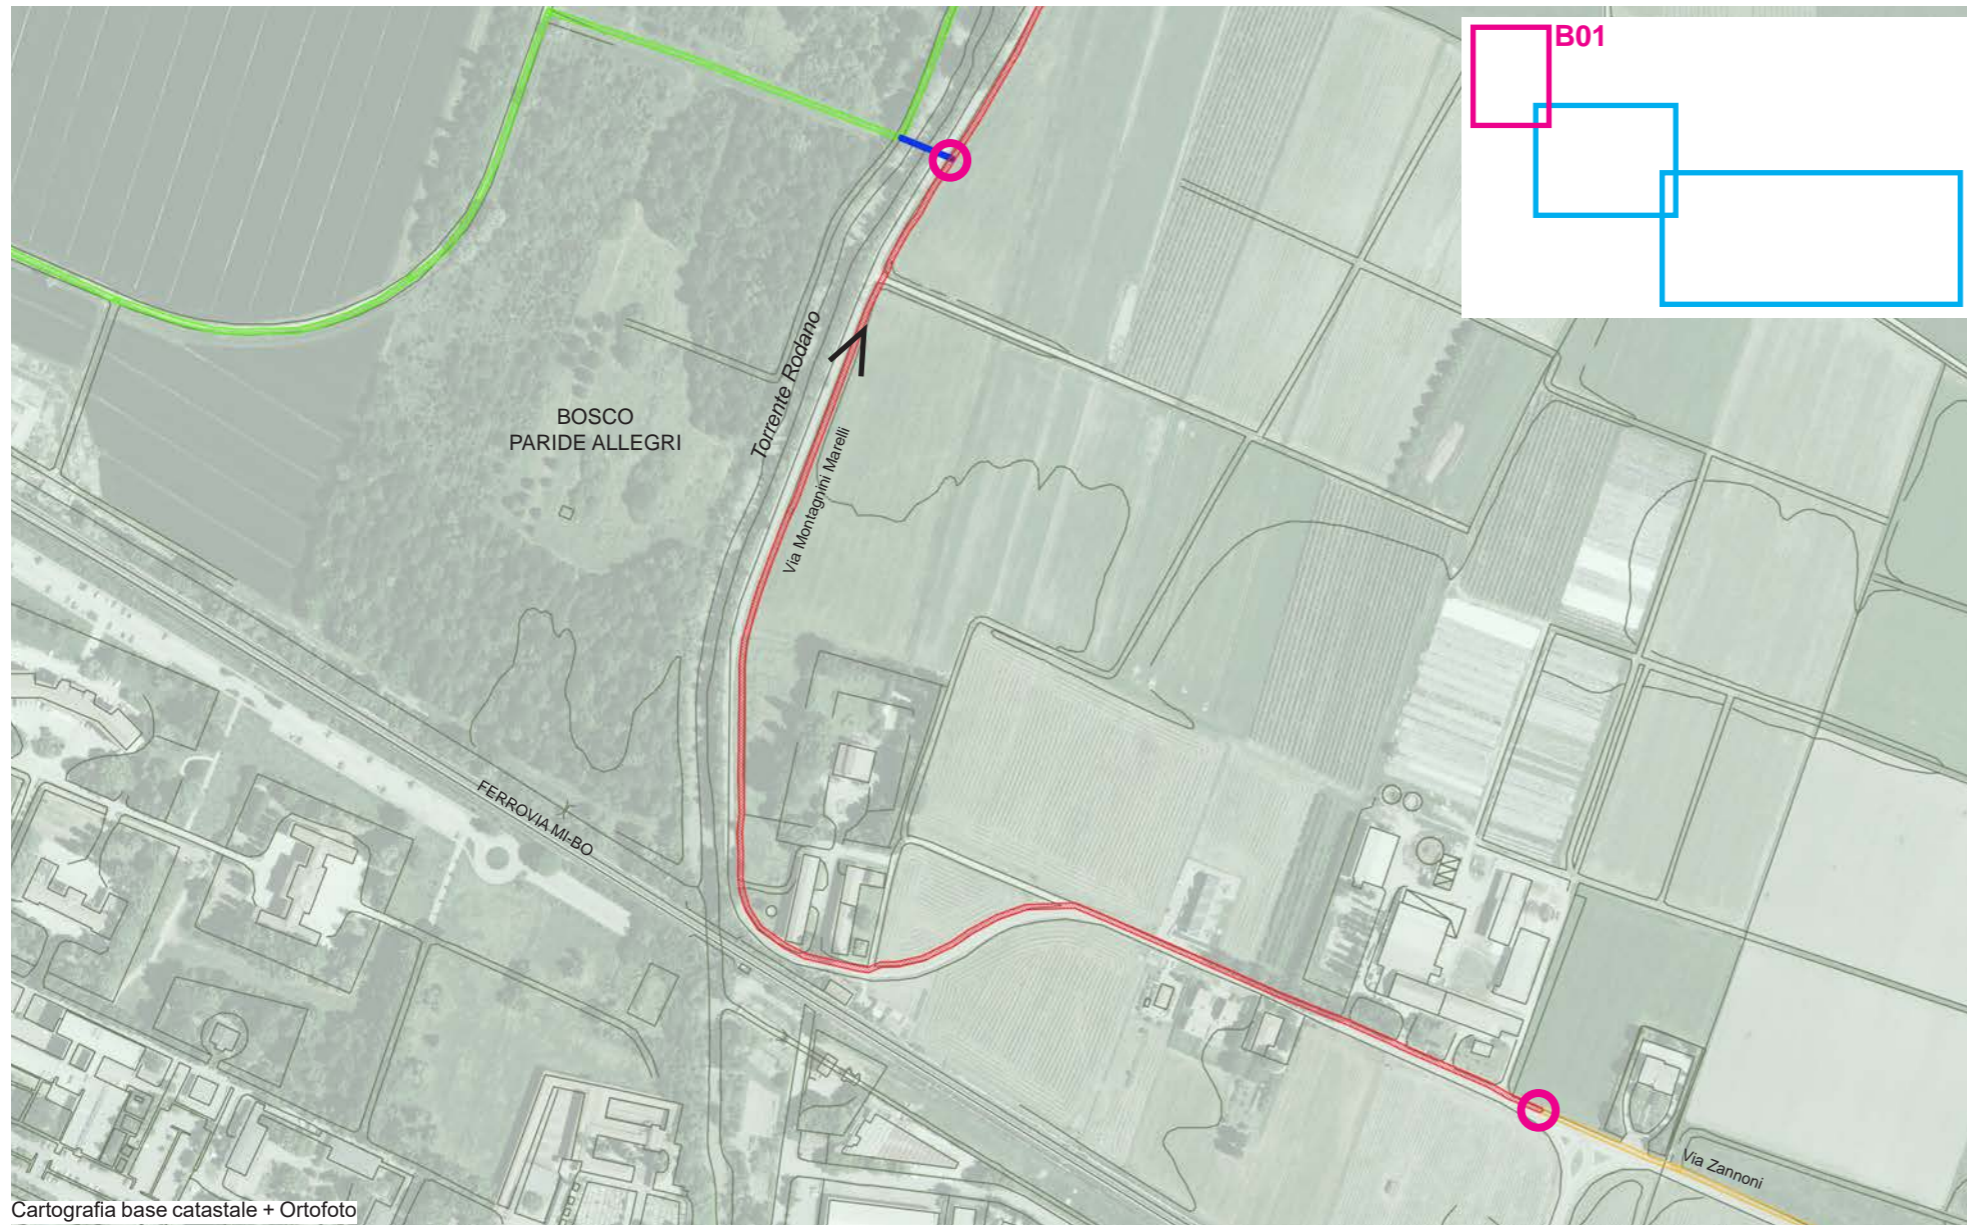 B01
Torrente Rodano
BOSCO
PARIDE ALLEGRI
Via Montagnini Marelli
FERROVIA MI-BO
Via Zannoni
Cartografia base catastale + Ortofoto